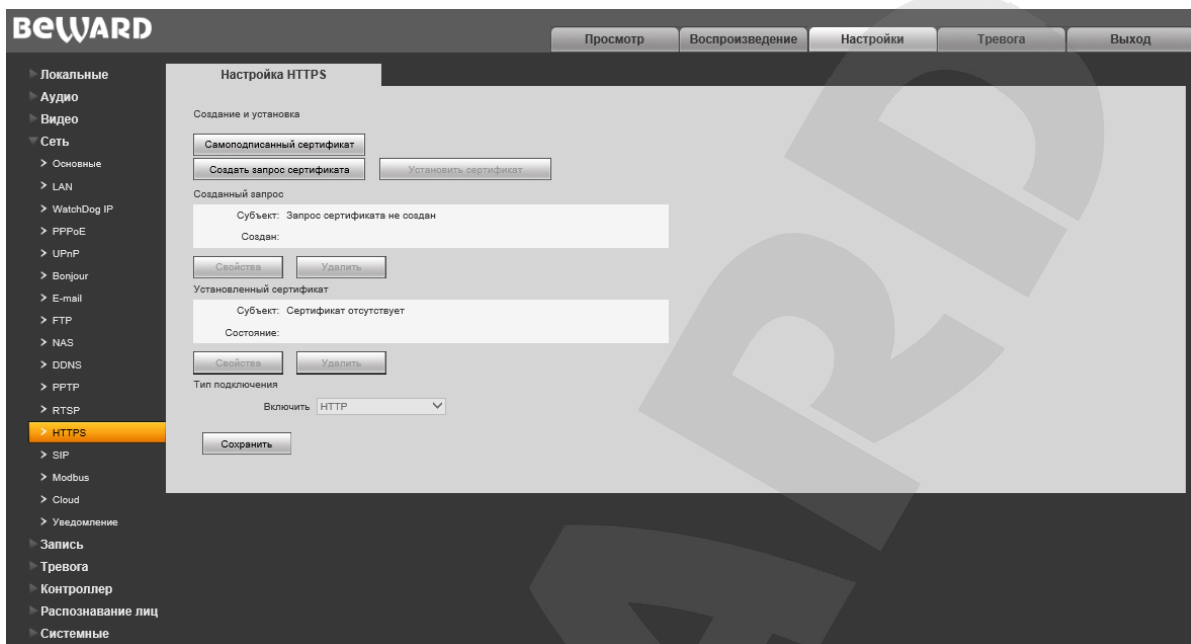 BEWARD
Просмотр Воспроизведение Настройки Тревога Выход
Локальные
Аудио
Видео
Сеть
> Основные
> LAN
> WatchDog IP
> PPPoE
> UPnP
> Bonjour
> E-mail
> FTP
> NAS
> DDNS
> PPTP
> RTSP
> HTTPS
> SIP
> Modbus
> Cloud
> Уведомление
Запись
Тревога
Контроллер
Распознавание лиц
Системные
Настройка HTTPS
Создание и установка
Самоподписанный сертификат
Создать запрос сертификата Установить сертификат
Созданный запрос
Субъект: Запрос сертификата не создан
Создан:
Свойства Удалить
Установленный сертификат
Субъект: Сертификат отсутствует
Состояние:
Свойства Удалить
Тип подключения
Включить HTTP
Сохранить